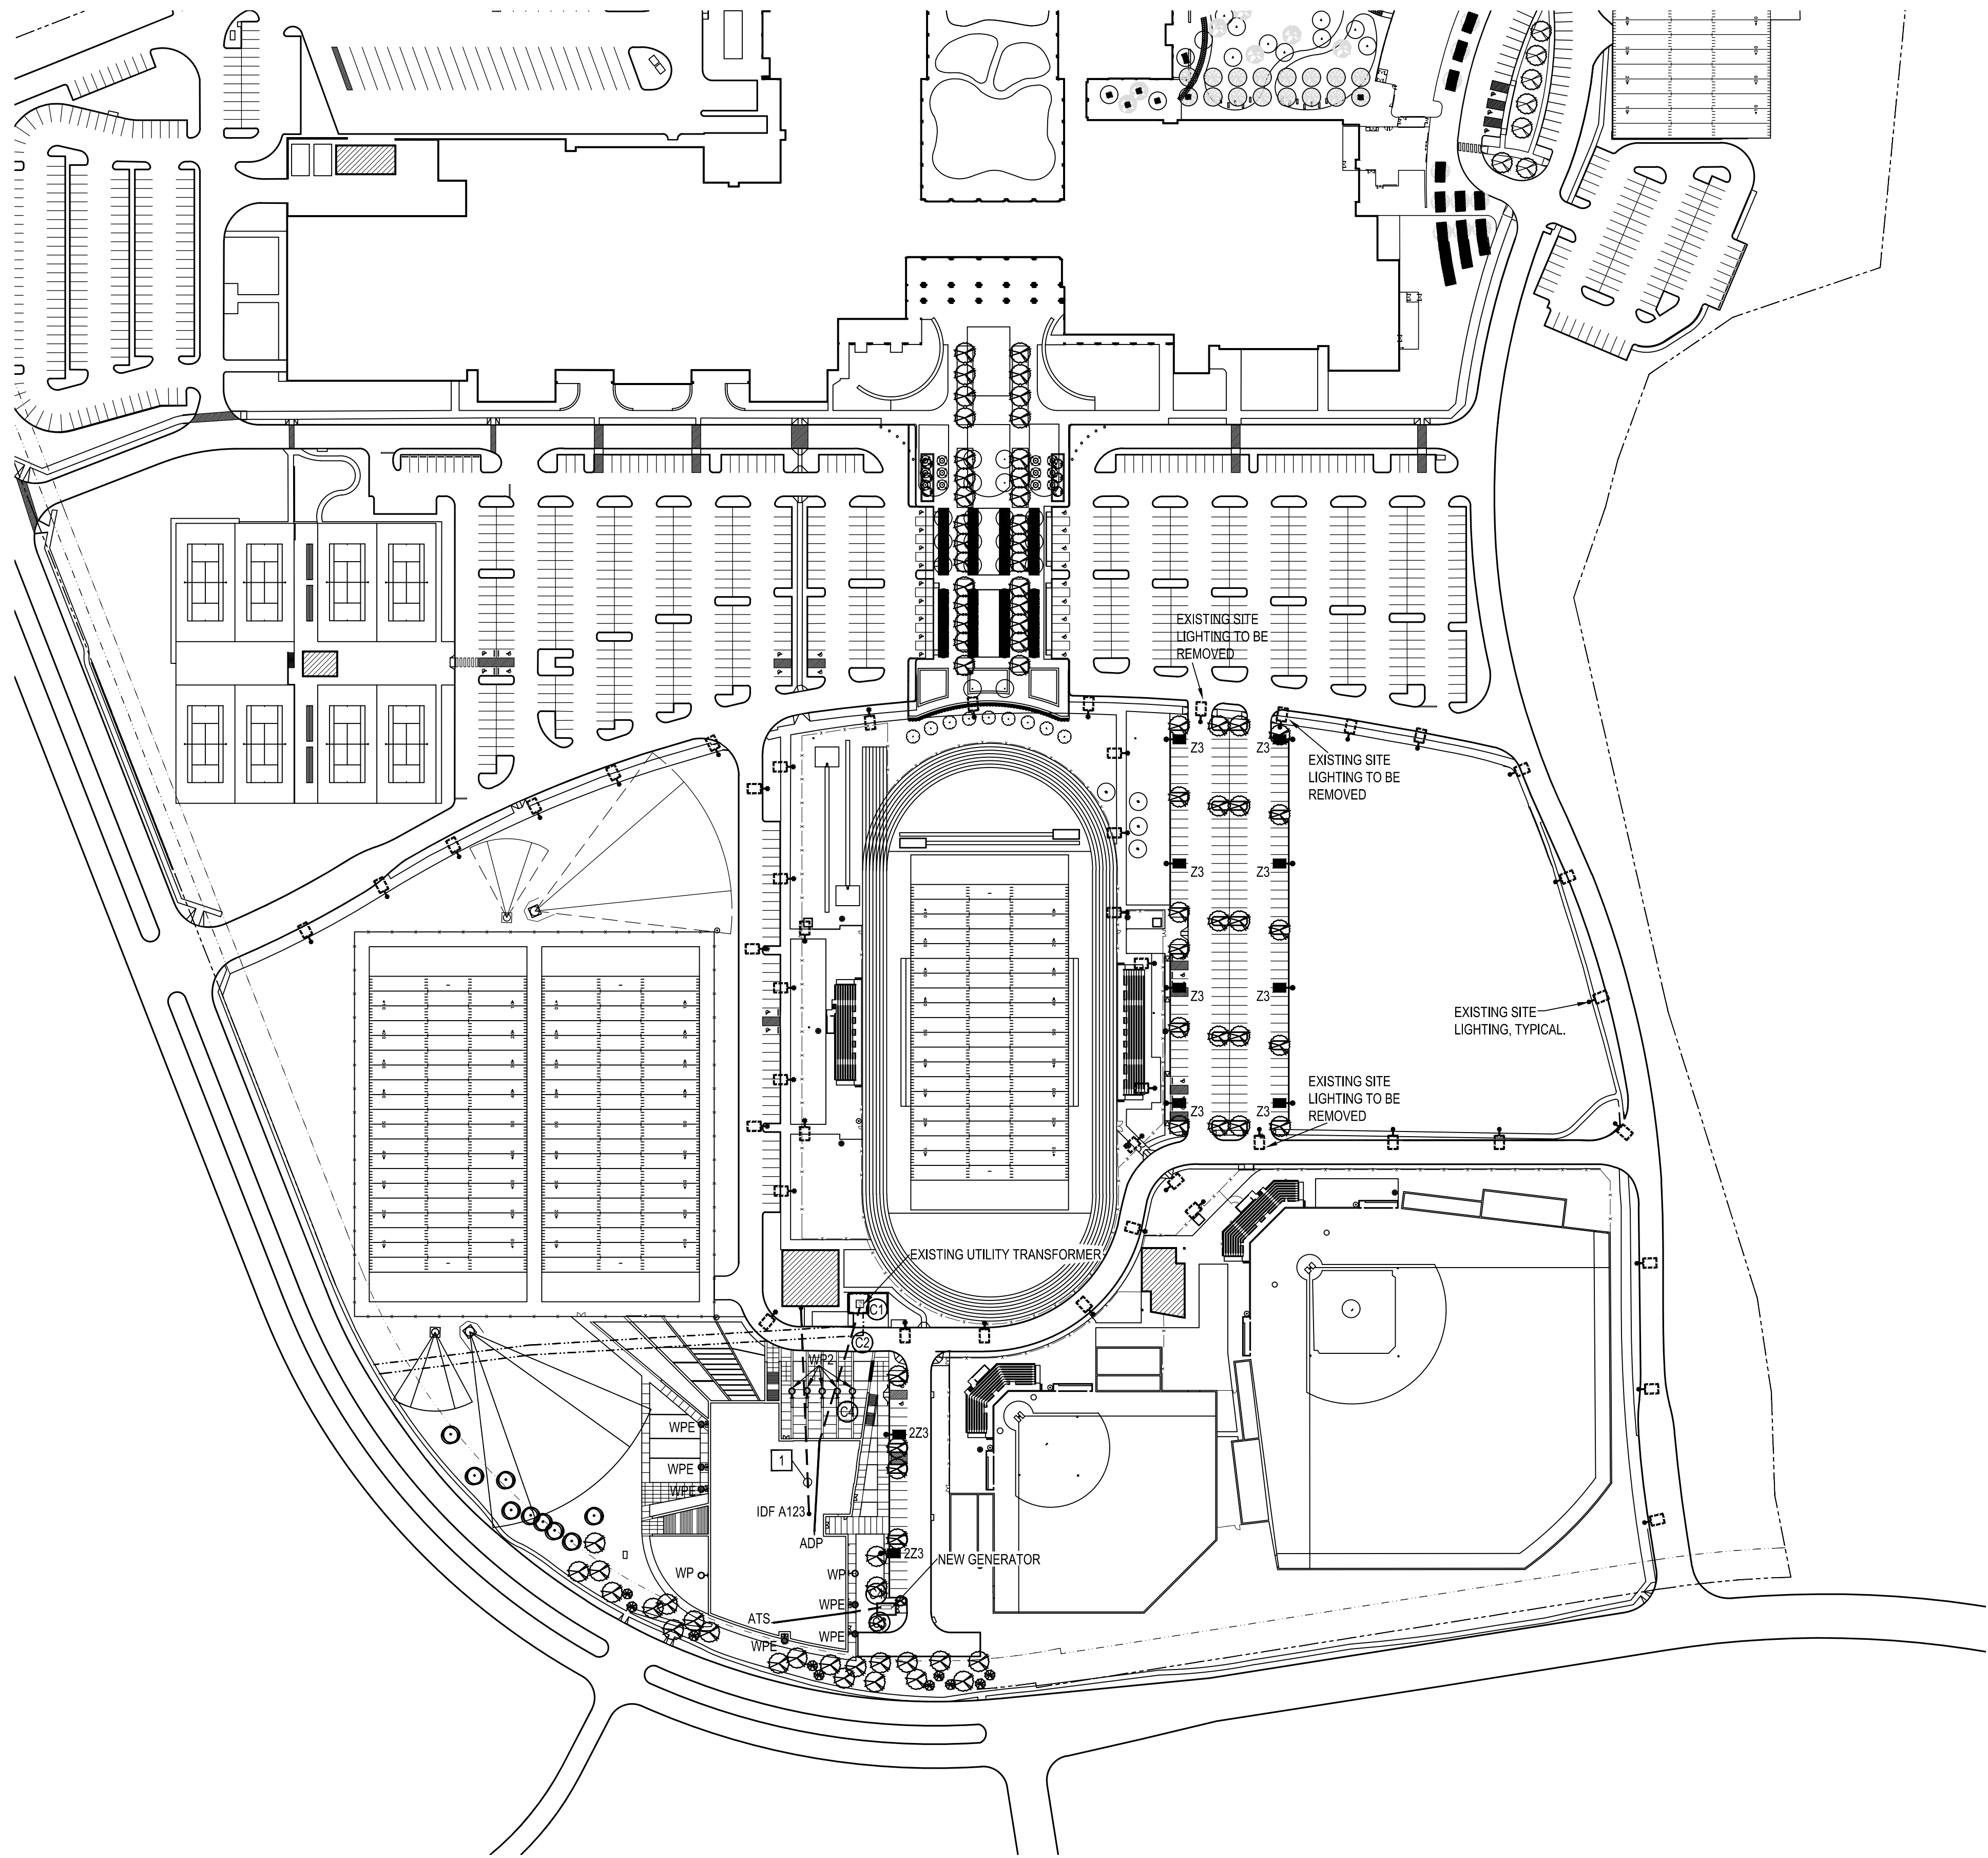 EXISTING SITE
LIGHTING TO BE
REMOVED
Z3
Z3
EXISTING SITE
LIGHTING TO BE
REMOVED
Z3
Z3
Z3
Z3
EXISTING SITE
LIGHTING, TYPICAL.
EXISTING SITE
LIGHTING TO BE
REMOVED
Z3
Z3
EXISTING UTILITY TRANSFORMER
C1
C2
WP2
C4
WPE
2Z3
1
WPE
WPE
IDF A123
ADP
2Z3
NEW GENERATOR
WP
WP
WPE
ATS
WPE
WPE